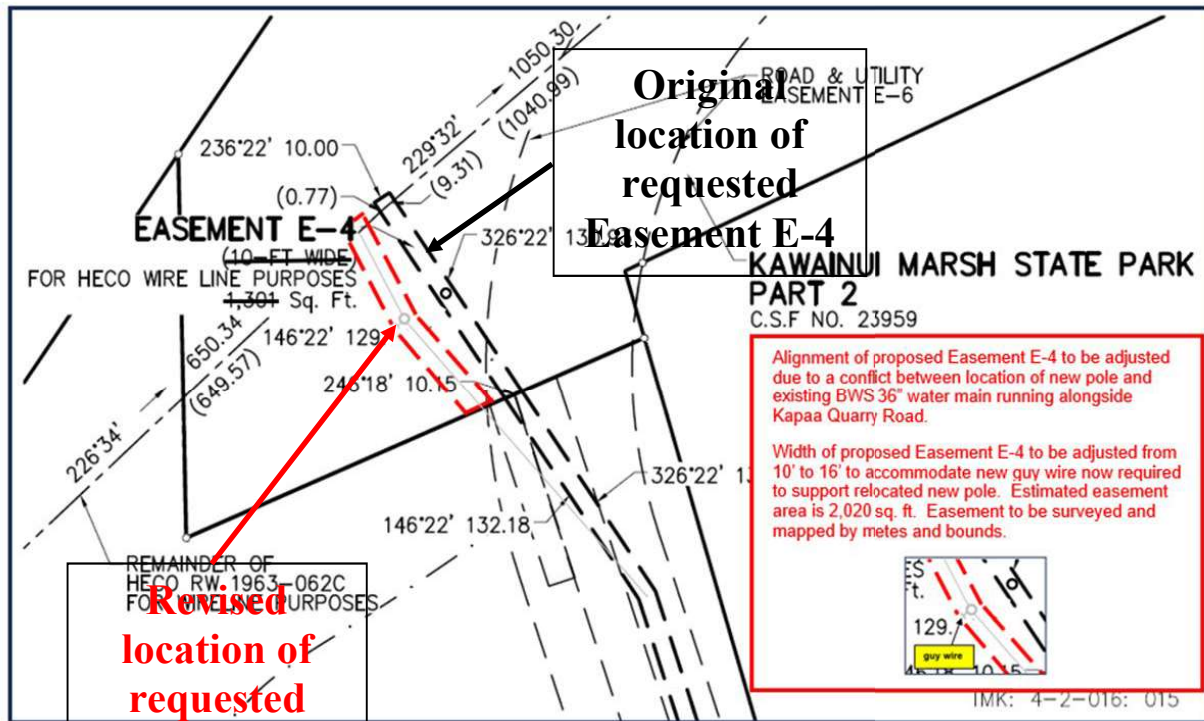 1050.30
(1040.99)
229°32'
(9.31)
236°22' 10.00
(0.77)
Original
location of
requested
Easement E-4
ROAD & UTILITY
EASEMENT E-6
EASEMENT E-4
(10-FT WIDE)
FOR HECO WIRE LINE PURPOSES
1,301 Sq. Ft.
326°22'
KAWAINUI MARSH STATE PARK
PART 2
C.S.F NO. 23959
146°22' 129
650.34
(649.57)
226°34'
246°18' 10.15
326°22' 1
146°22' 132.18
REMAINDER OF
HECO RW 1963-062C
FOR WIRELINE PURPOSES
Revised
location of
requested
Alignment of proposed Easement E-4 to be adjusted
due to a conflict between location of new pole and
existing BWS 36" water main running alongside
Kapaa Quarry Road.
Width of proposed Easement E-4 to be adjusted from
10' to 16' to accommodate new guy wire now required
to support relocated new pole. Estimated easement
area is 2,020 sq. ft. Easement to be surveyed and
mapped by metes and bounds.
ES
Ft.
129.
guy wire
10.15
TMK: 4-2-016: 015